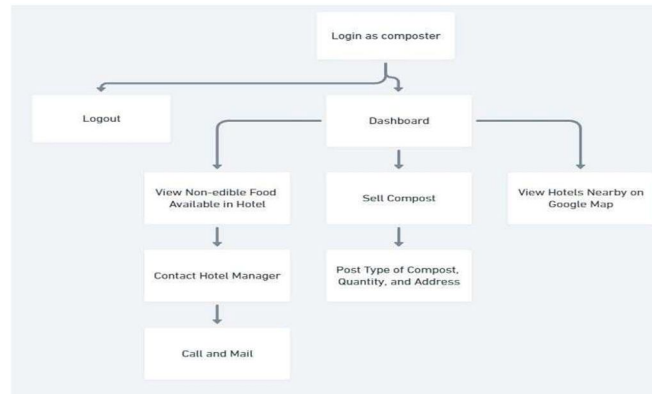 Login as composter
Logout
Dashboard
View Non-edible Food
Available in Hotel
Sell Compost
View Hotels Nearby on
Google Map
Contact Hotel Manager
Post Type of Compost,
Quantity, and Address
Call and Mail